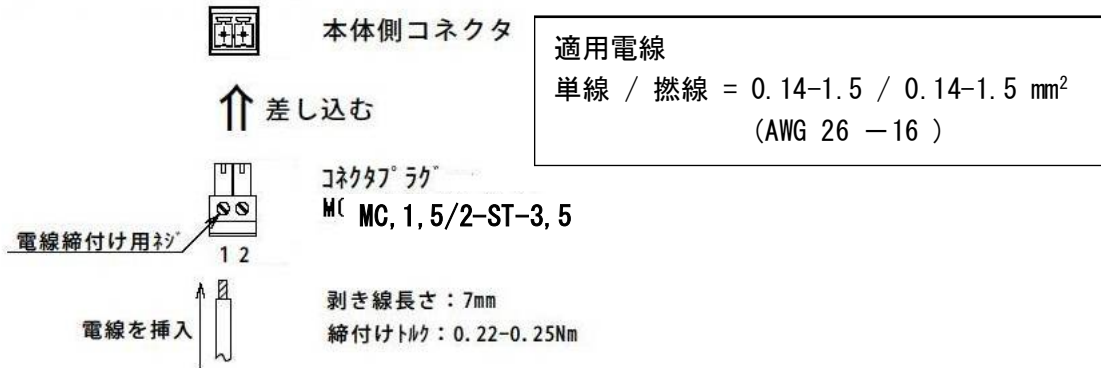 本体側コネクタ
適用電線
単線 / 撚線 = 0.14-1.5 / 0.14-1.5 mm²
(AWG 26 －16 )
差し込む
ｺﾈｸﾀﾌﾟﾗｸﾞ
M( MC,1,5/2-ST-3,5
電線締付け用ﾈｼﾞ
1 2
電線を挿入
剥き線長さ：7mm
締付けﾄﾙｸ：0.22-0.25Nm